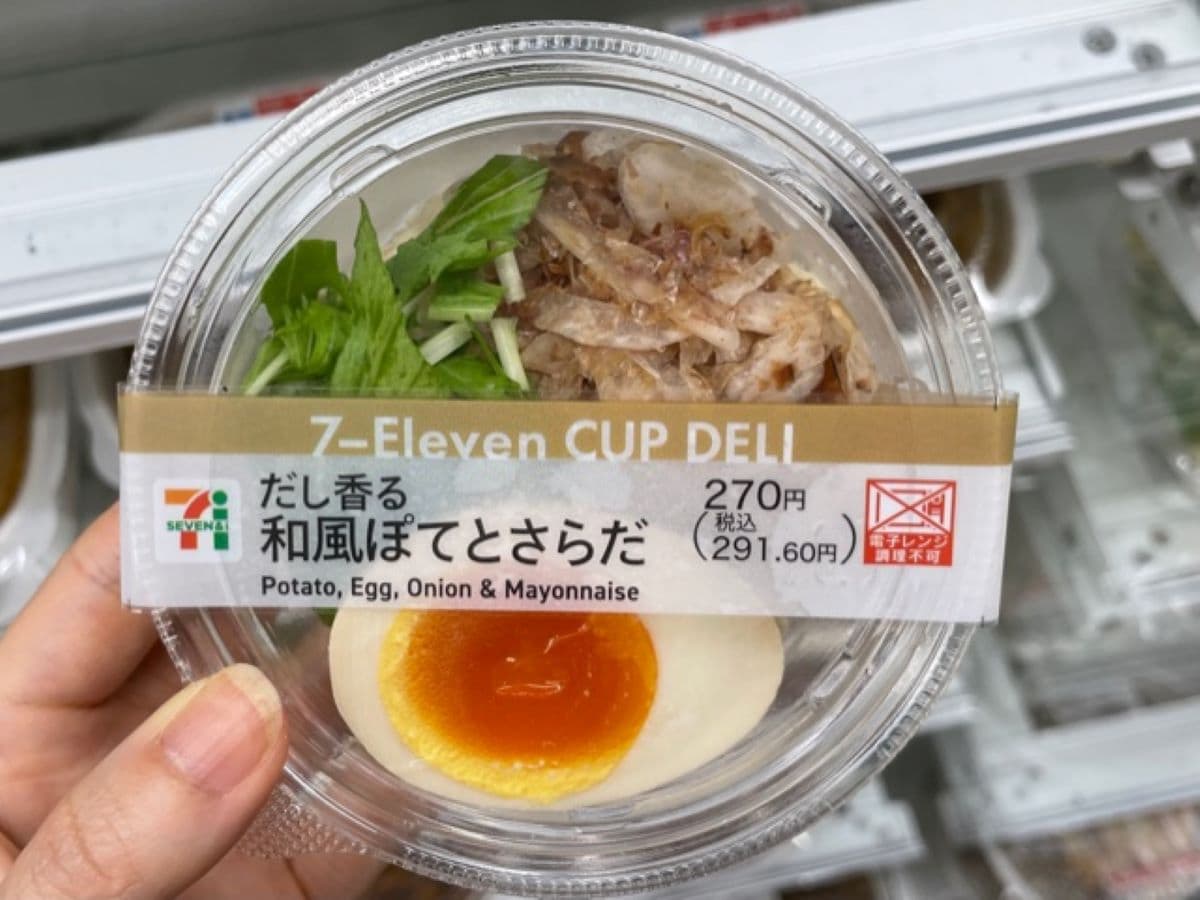 7-Eleven CUP DELI
SEVEN&i
だし香る
和風ぽてとさらだ
Potato, Egg, Onion & Mayonnaise
270円
(税込
291.60円)
電子レンジ
調理不可